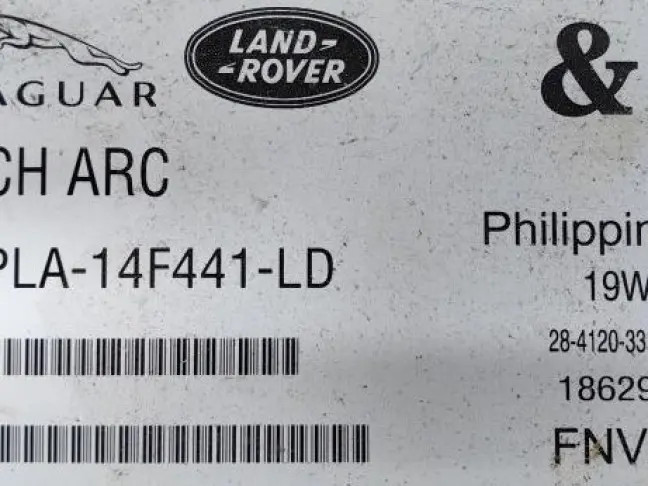 AGUAR
LAND-
-ROVER
&
CH ARC
PLA-14F441-LD
Philippin
19W
28-4120-33
18629
FNV